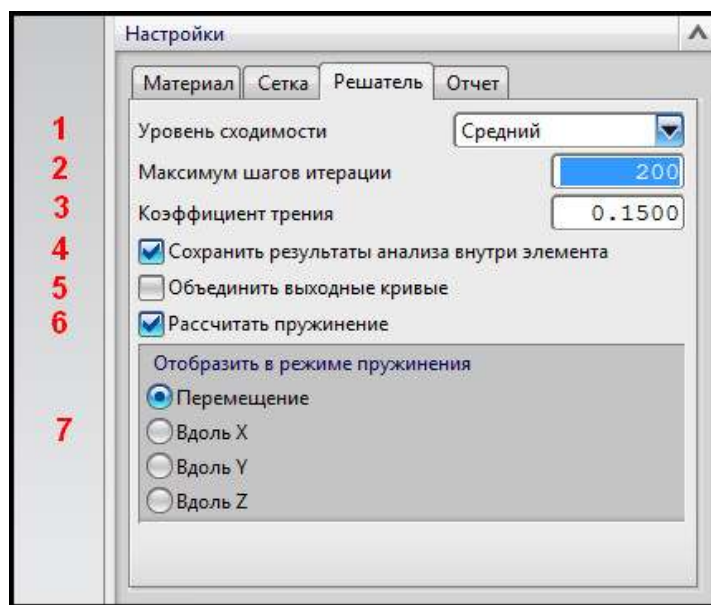 Настройки
Материал Сетка Решатель Отчет
1 Уровень сходимости Средний
2 Максимум шагов итерации 200
3 Коэффициент трения 0.1500
4 Сохранить результаты анализа внутри элемента
5 Объединить выходные кривые
6 Рассчитать пружинение
Отобразить в режиме пружинения
Перемещение
7 Вдоль X
Вдоль Y
Вдоль Z